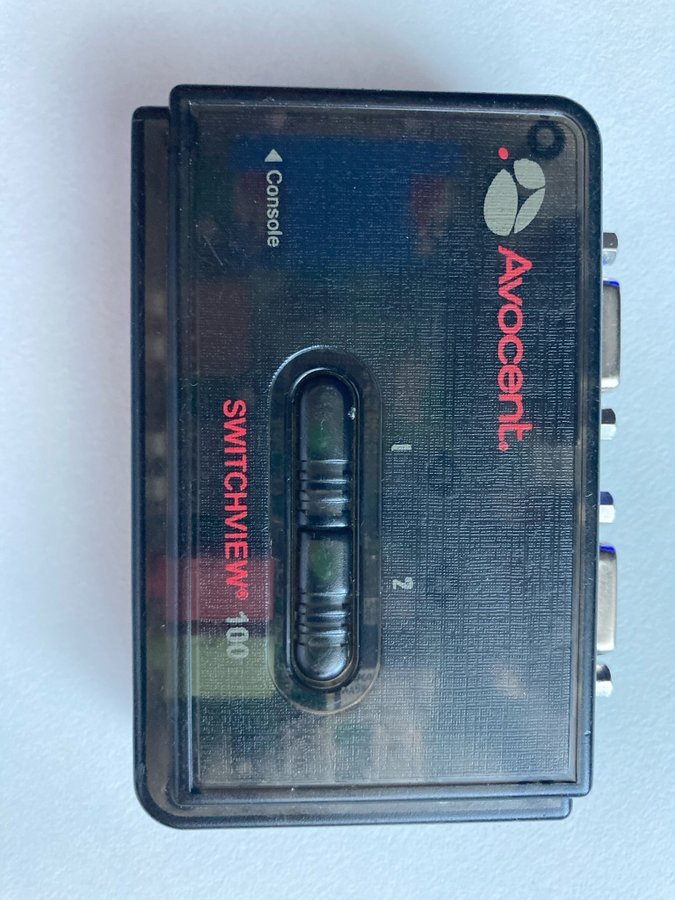 Avocent.
1 2
◀ Console
SWITCHVIEW® 100